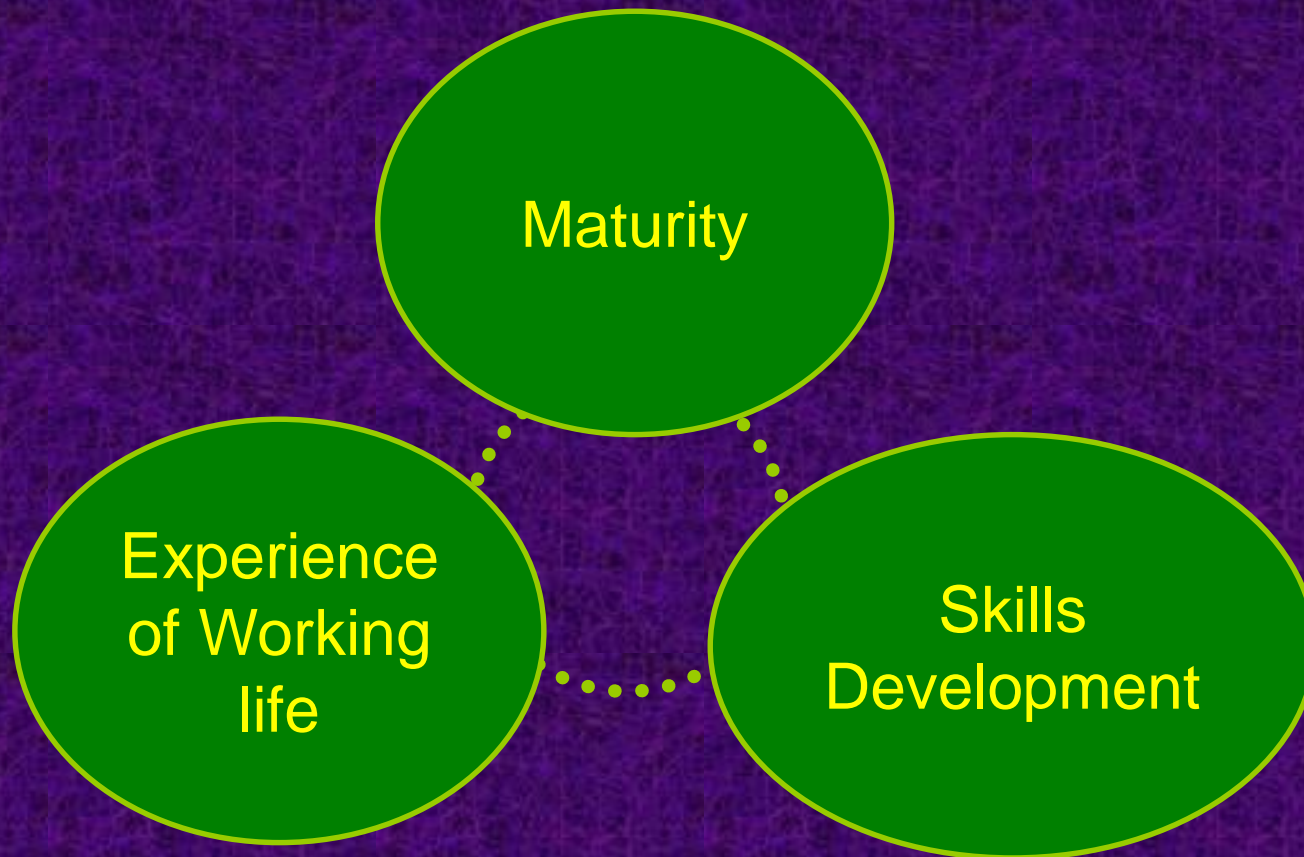 Maturity
Experience
of Working
life
Skills
Development